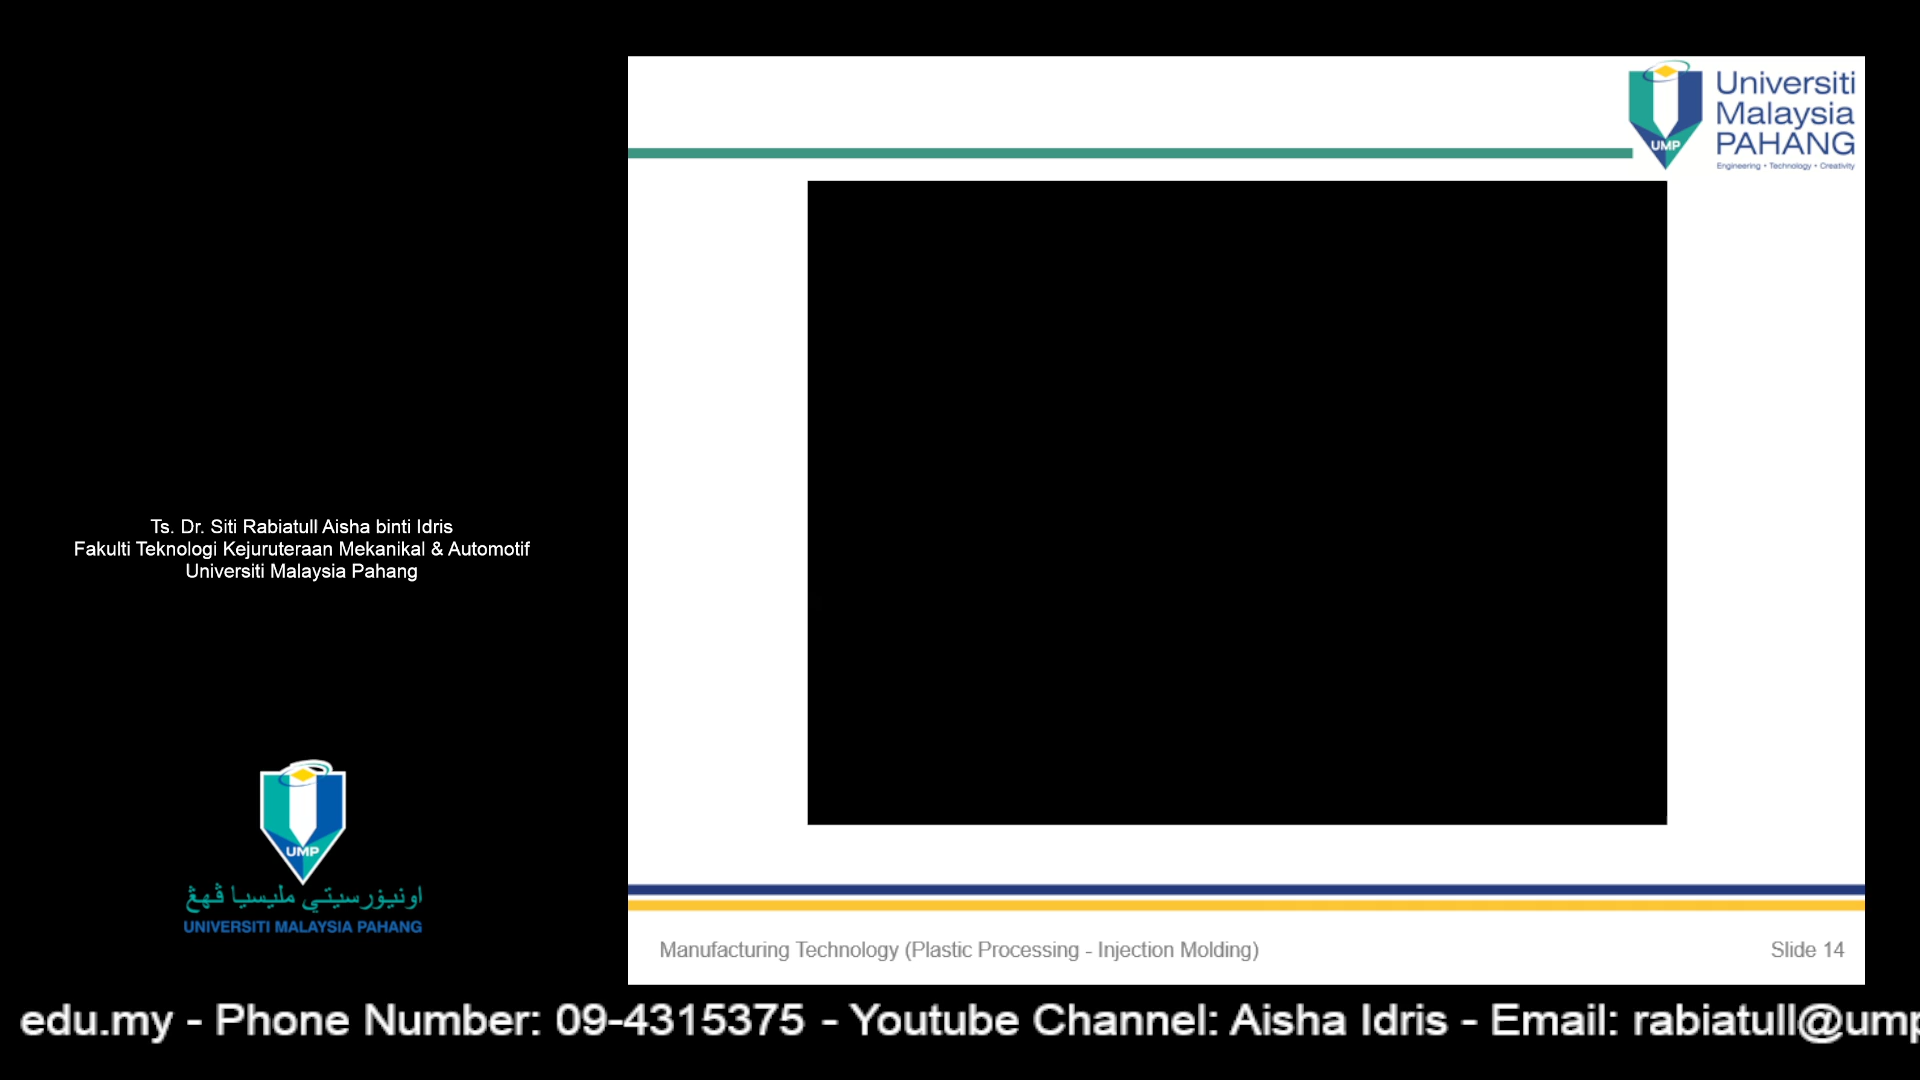 UMP
Universiti
Malaysia
PAHANG
Engineering • Technology • Creativity
Ts. Dr. Siti Rabiatull Aisha binti Idris
Fakulti Teknologi Kejuruteraan Mekanikal & Automotif
Universiti Malaysia Pahang
UMP
اونيۏرسيتي مليسيا ڤهڠ
UNIVERSITI MALAYSIA PAHANG
Manufacturing Technology (Plastic Processing - Injection Molding)
Slide 14
edu.my - Phone Number: 09-4315375 - Youtube Channel: Aisha Idris - Email: rabiatull@ump